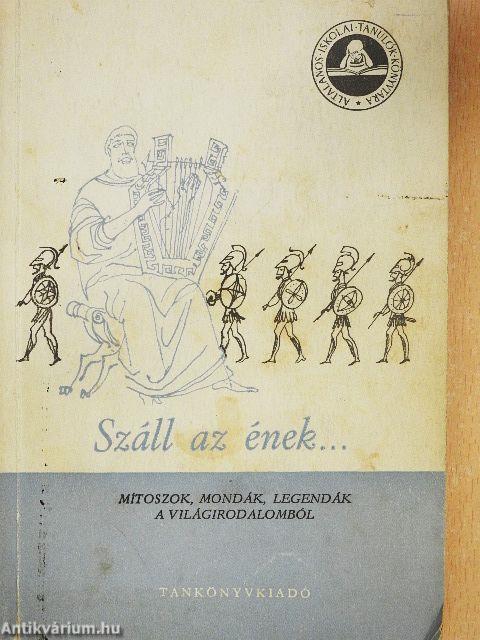 ÁLTALÁNOS·ISKOLAI·TANULÓK·KÖNYVTÁRA
Száll az ének...
MÍTOSZOK, MONDÁK, LEGENDÁK
A VILÁGIRODALOMBÓL
TANKÖNYVKIADÓ
Antikvárium.hu